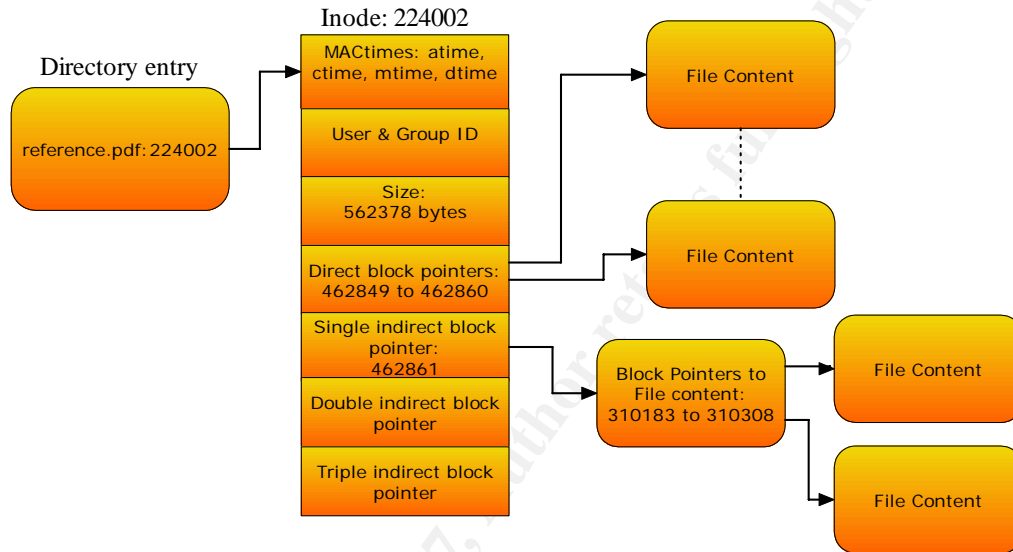 Inode: 224002
Directory entry
reference.pdf:224002
MACtimes: atime,
ctime, mtime, dtime
User & Group ID
Size:
562378 bytes
Direct block pointers:
462849 to 462860
Single indirect block
pointer:
462861
Double indirect block
pointer
Triple indirect block
pointer
File Content
File Content
Block Pointers to
File content:
310183 to 310308
File Content
File Content